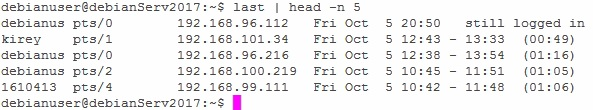 debianuser@debianServ2017:~$ last | head -n 5
debianus pts/0        192.168.96.112   Fri Oct  5 20:50   still logged in
kirey    pts/1        192.168.101.34   Fri Oct  5 12:43 - 13:33  (00:49)
debianus pts/0        192.168.96.216   Fri Oct  5 12:38 - 13:54  (01:16)
debianus pts/2        192.168.100.219  Fri Oct  5 10:45 - 11:51  (01:05)
1610413  pts/4        192.168.99.111   Fri Oct  5 10:42 - 11:48  (01:06)
debianuser@debianServ2017:~$